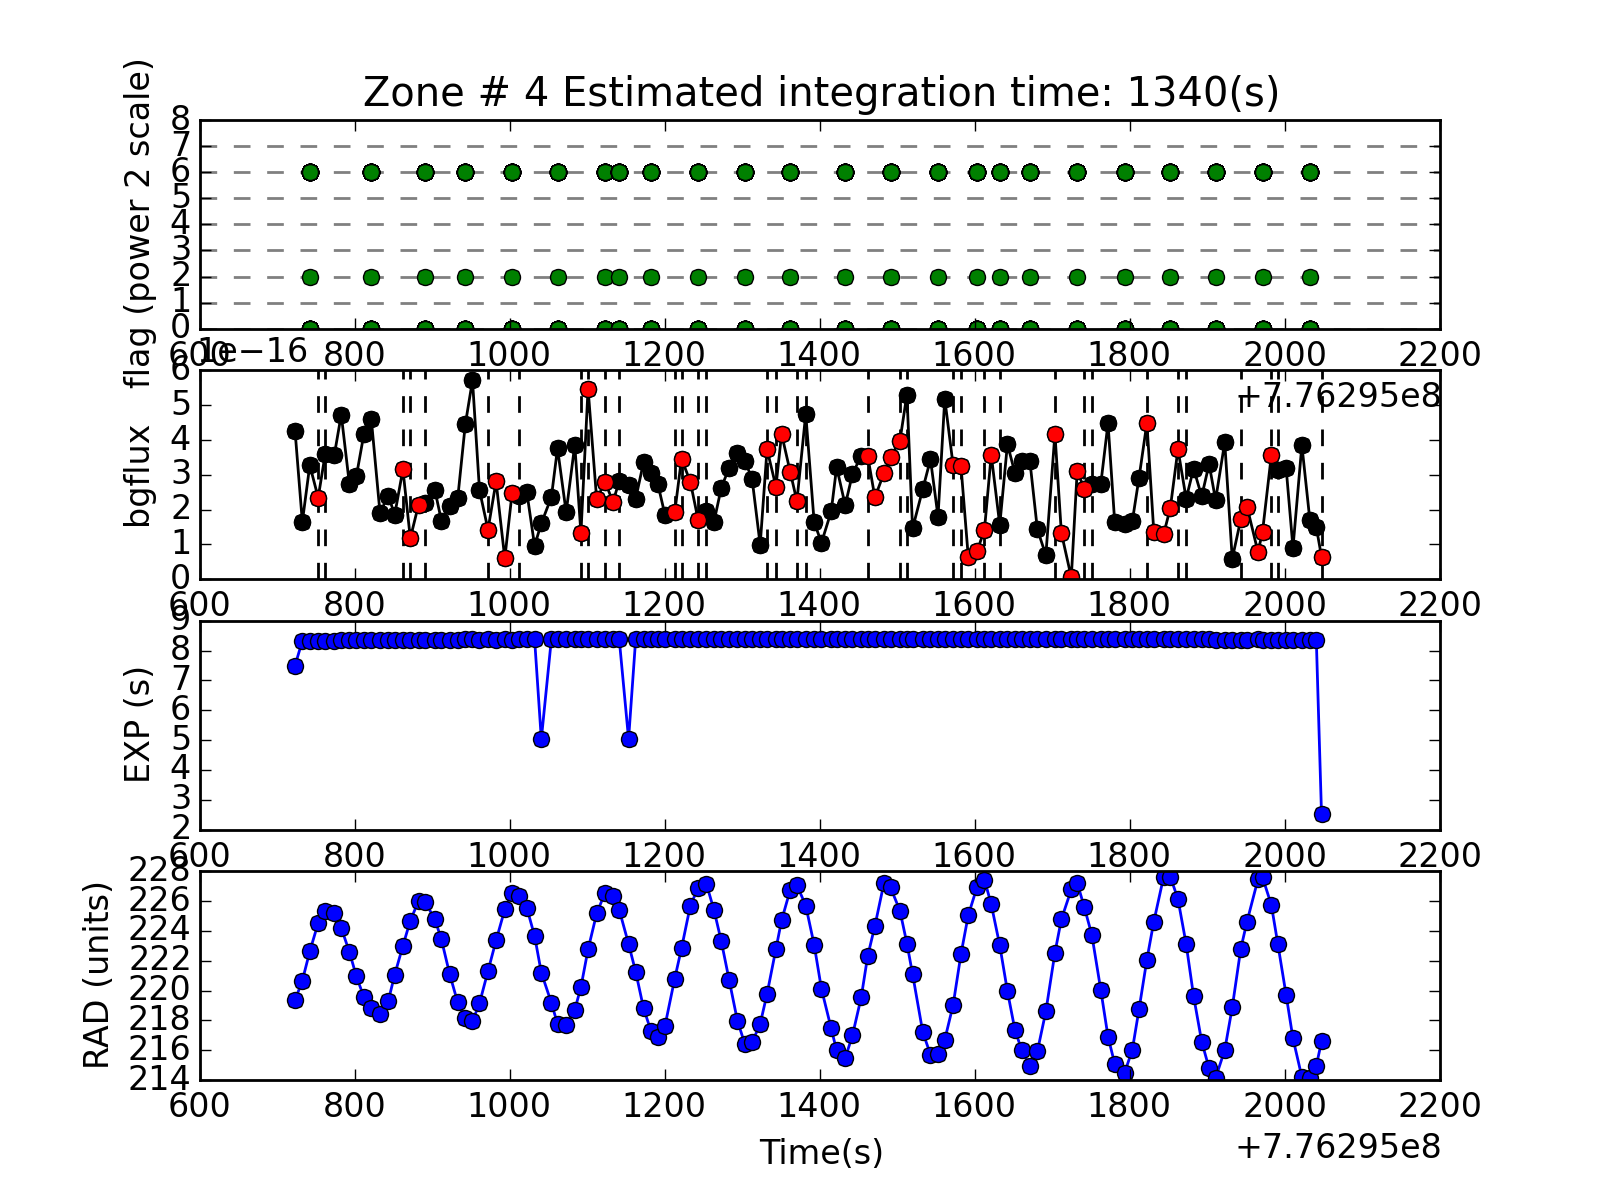 Zone # 4 Estimated integration time: 1340(s)
flag (power 2 scale)
8
7
6
5
4
3
2
1
0
600 800 1000 1200 1400 1600 1800 2000 2200
1e−16
+7.76295e8
bgflux
6
5
4
3
2
1
0
600 800 1000 1200 1400 1600 1800 2000 2200
EXP (s)
9
8
7
6
5
4
3
2
600 800 1000 1200 1400 1600 1800 2000 2200
RAD (units)
228
226
224
222
220
218
216
214
600 800 1000 1200 1400 1600 1800 2000 2200
Time(s)
+7.76295e8